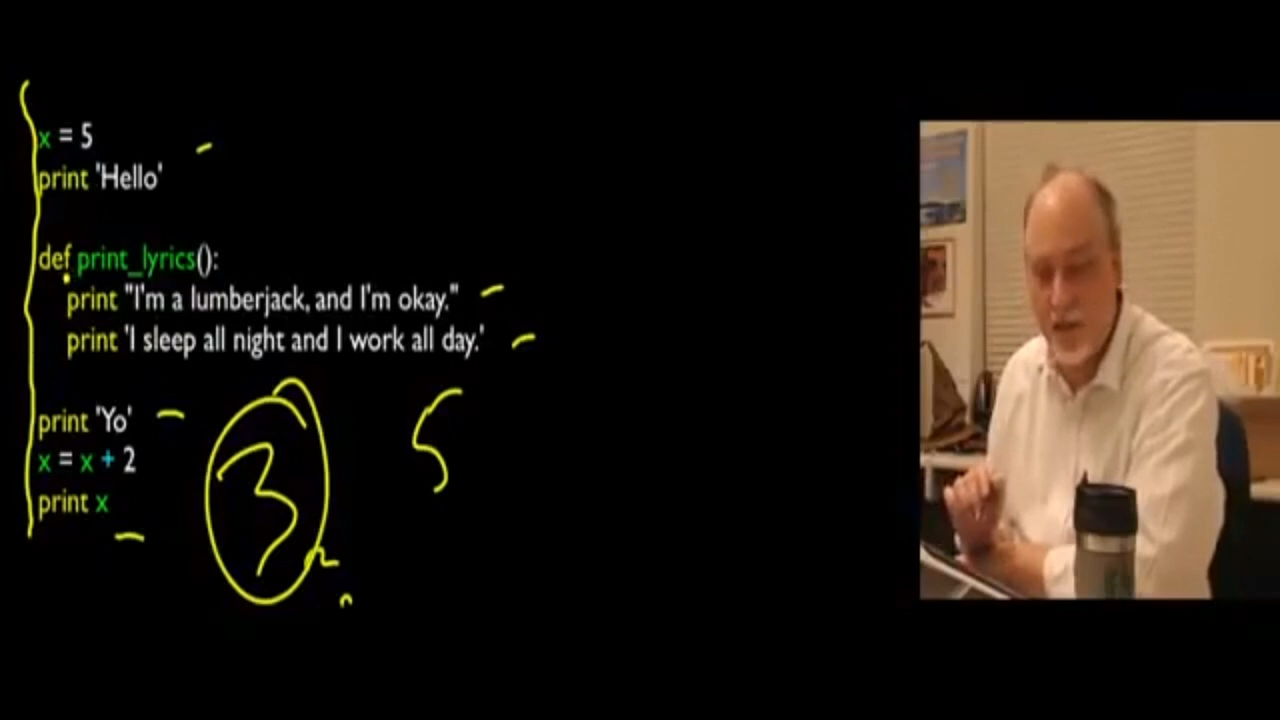 x = 5
print 'Hello'
def print_lyrics():
print "I'm a lumberjack, and I'm okay."
print 'I sleep all night and I work all day.'
print 'Yo'
x = x + 2
print x
3
5